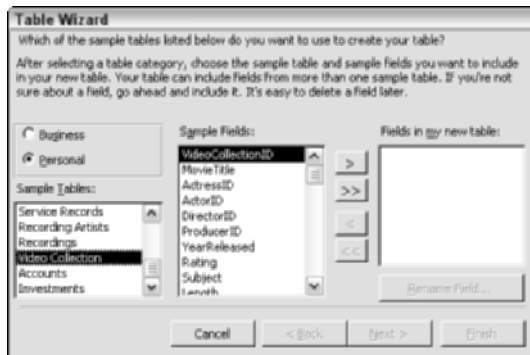 Table Wizard
Which of the sample tables listed below do you want to use to create your table?
After selecting a table category, choose the sample table and sample fields you want to include
in your new table. Your table can include fields from more than one sample table. If you're not
sure about a field, go ahead and include it. It's easy to delete a field later.
Business
Personal
Sample Tables:
Service Records
Recording Artists
Recordings
Video Collection
Accounts
Investments
Sample Fields:
VideoCollectionID
MovieTitle
ActressID
ActorID
DirectorID
ProducerID
YearReleased
Rating
Subject
Length
>
>>
<
<<
Fields in my new table:
Rename Field...
Cancel
< Back
Next >
Finish